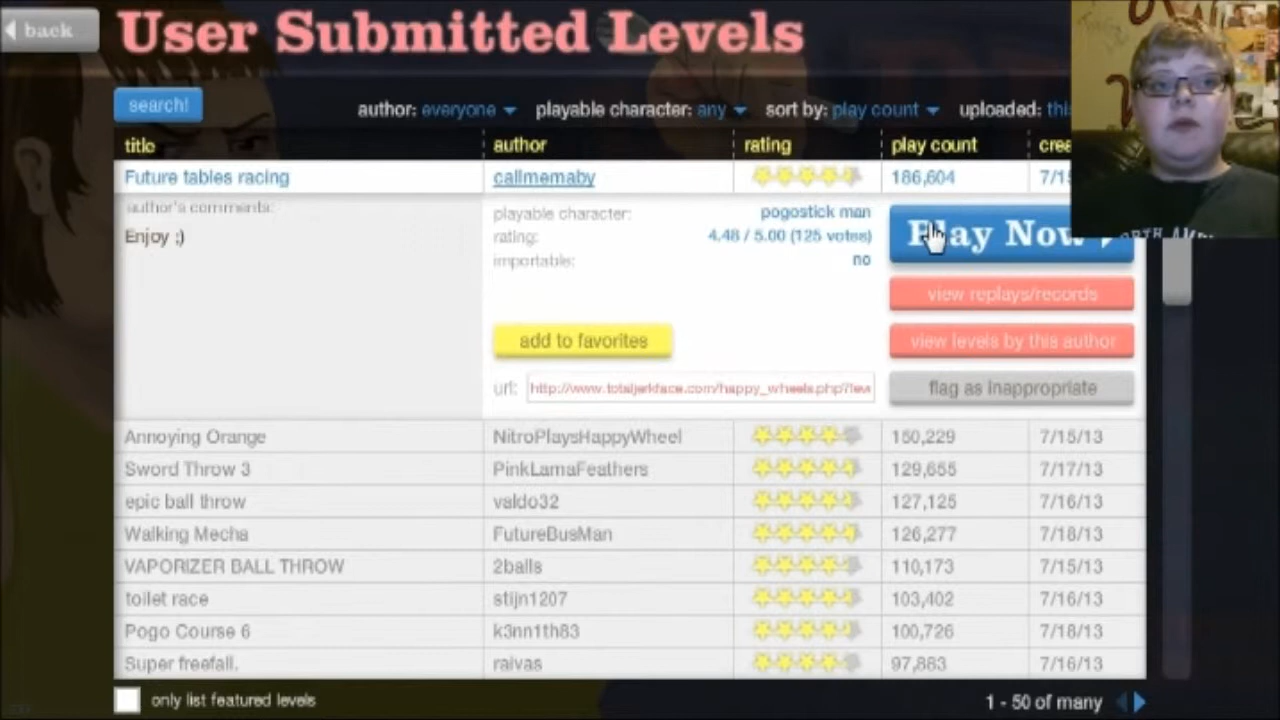 back
User Submitted Levels
search!
author: everyone playable character: any sort by: play count uploaded:
title author rating play count
Future tables racing callmemaby 186,604
author's comments:
Enjoy ;)
playable character: pogostick man
rating: 4.48 / 5.00 (125 votes)
importable: no
Play Now
view replays/records
add to favorites
view levels by this author
url: http://www.totaljerkface.com/happy_wheels.php?lev
flag as inappropriate
Annoying Orange NitroPlaysHappyWheel 150,229 7/15/13
Sword Throw 3 PinkLamaFeathers 129,655 7/17/13
epic ball throw valdo32 127,125 7/16/13
Walking Mecha FutureBusMan 126,277 7/18/13
VAPORIZER BALL THROW 2balls 110,173 7/15/13
toilet race stijn1207 103,402 7/16/13
Pogo Course 6 k3nn1th83 100,726 7/18/13
Super freefall. raivas 97,883 7/16/13
only list featured levels 1 - 50 of many